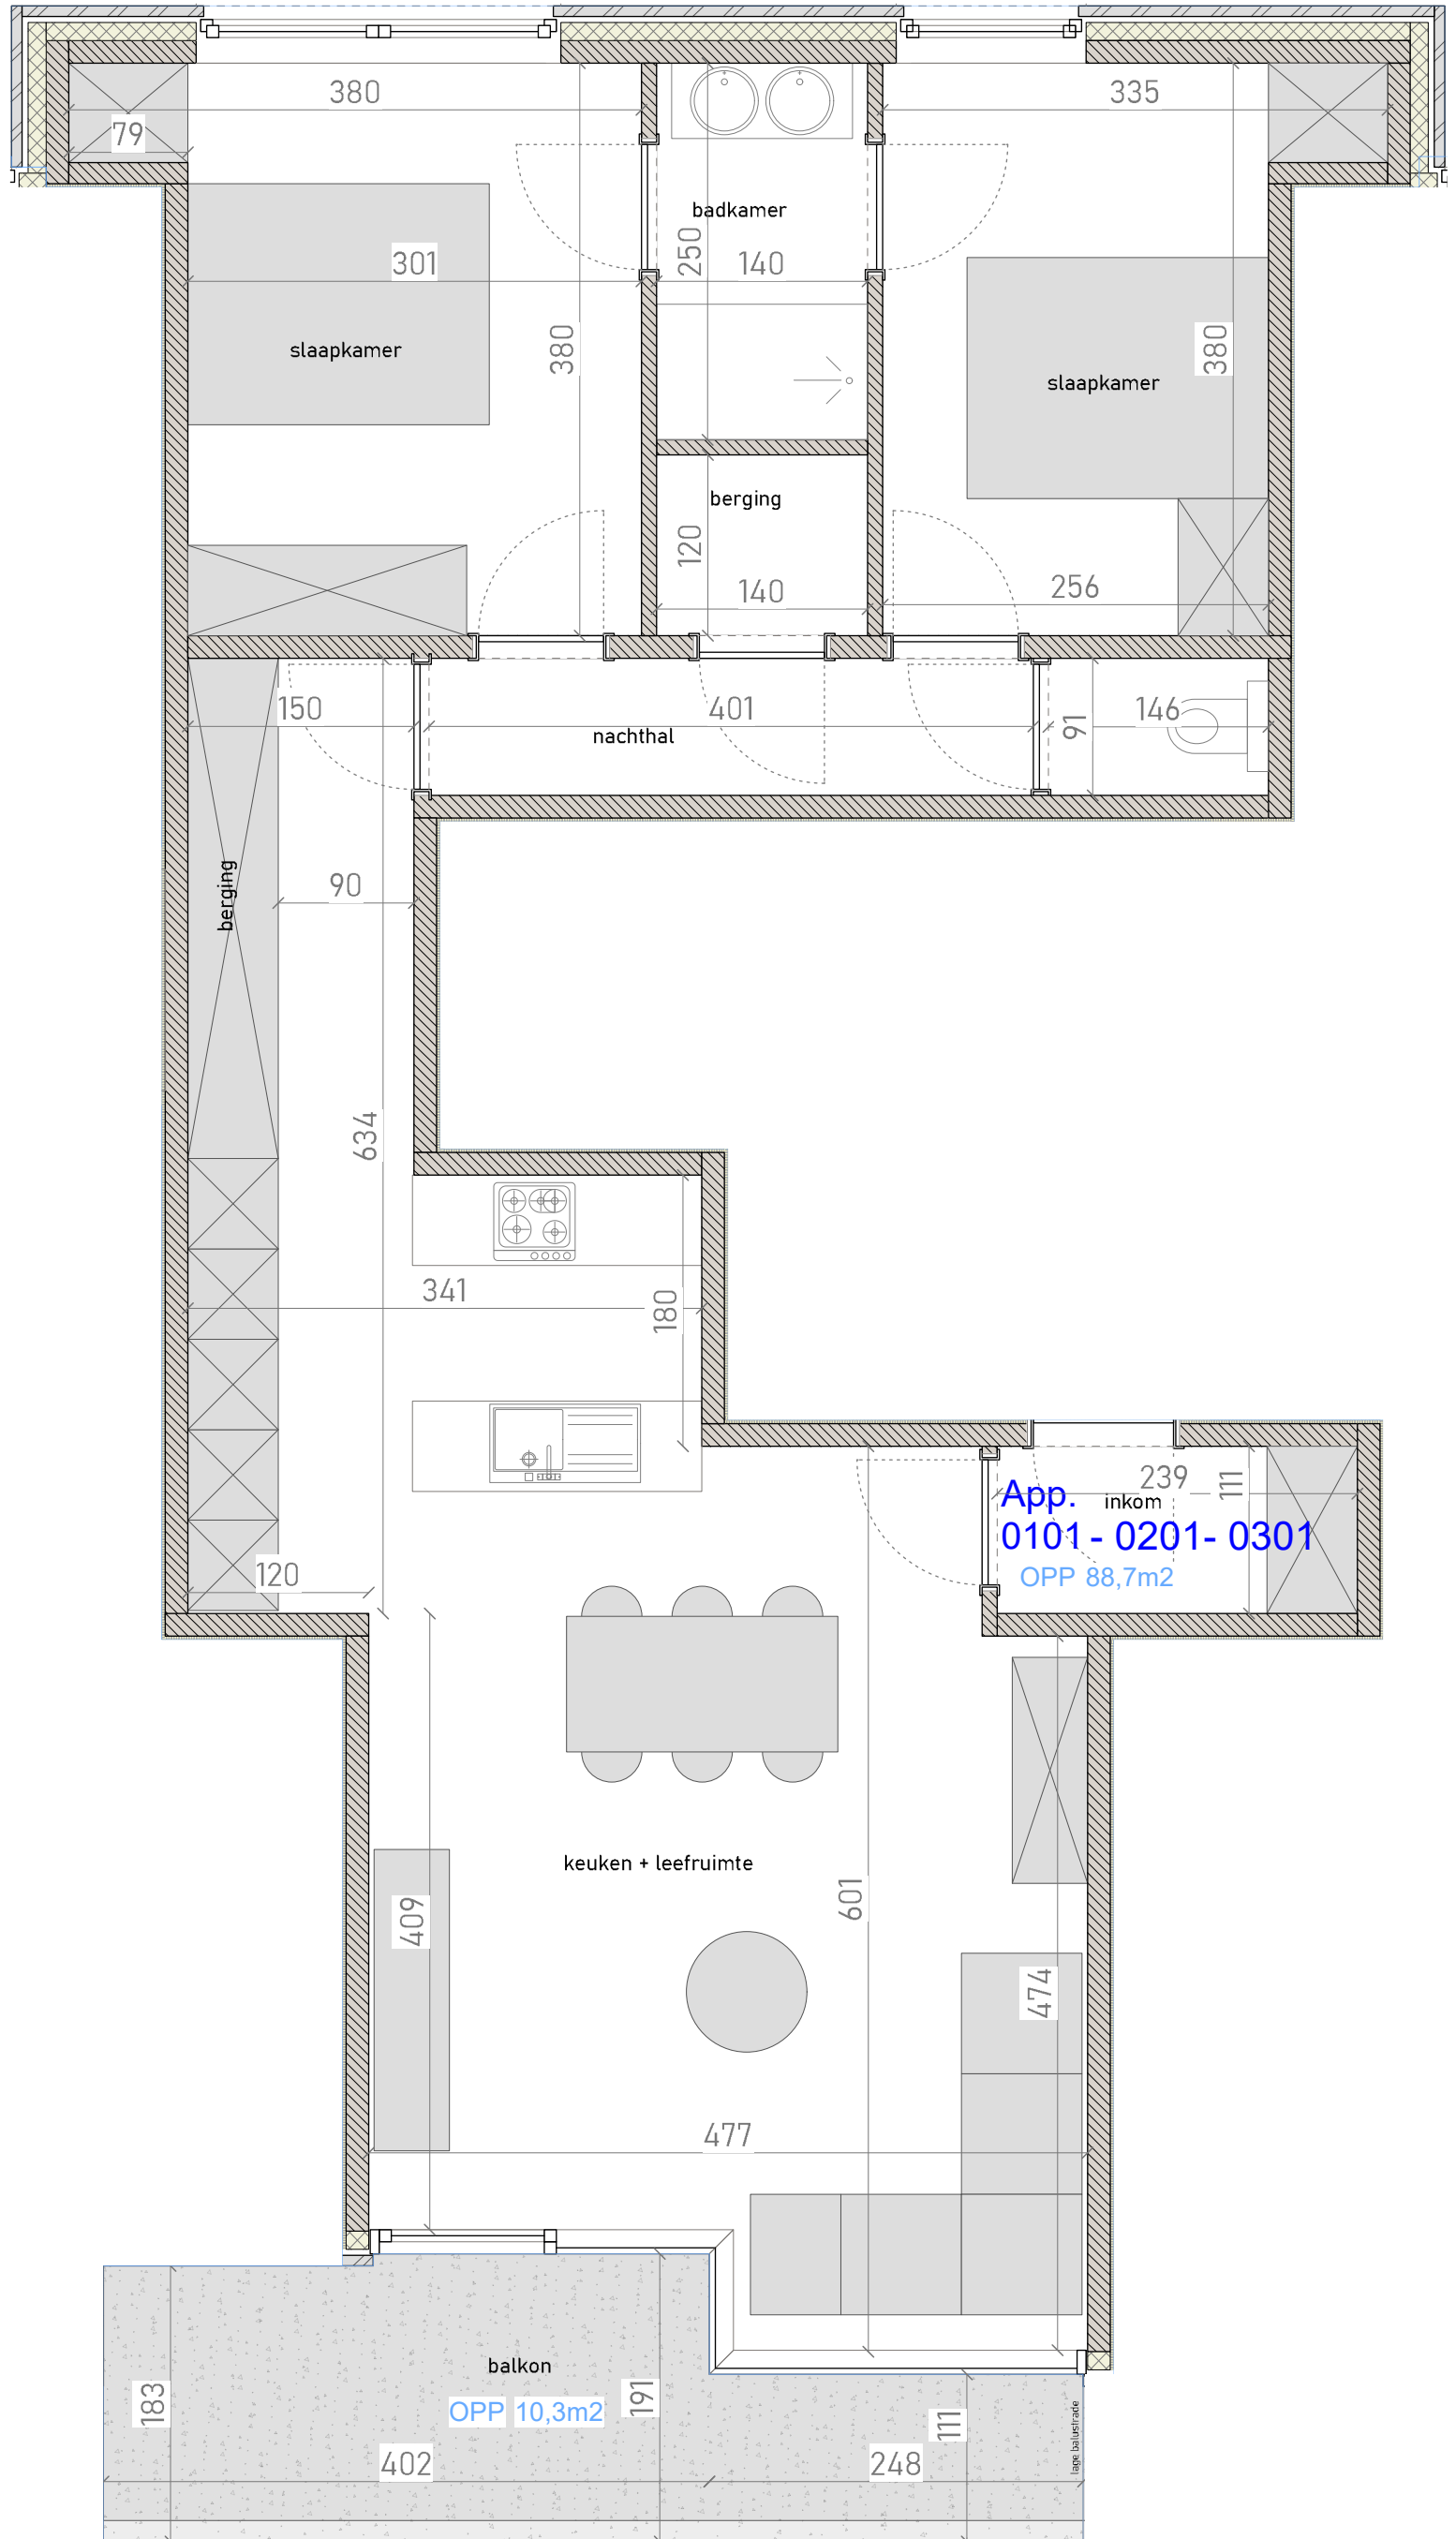 380
335
79
badkamer
250
301
140
slaapkamer
380
380
slaapkamer
berging
120
140
256
150
401
146
91
nachthal
berging
90
634
341
180
239
111
App.
inkom
0101 - 0201- 0301
OPP 88,7m2
120
keuken + leefruimte
409
601
474
477
balkon
OPP 10,3m2
183
191
111
lage balustrade
402
248